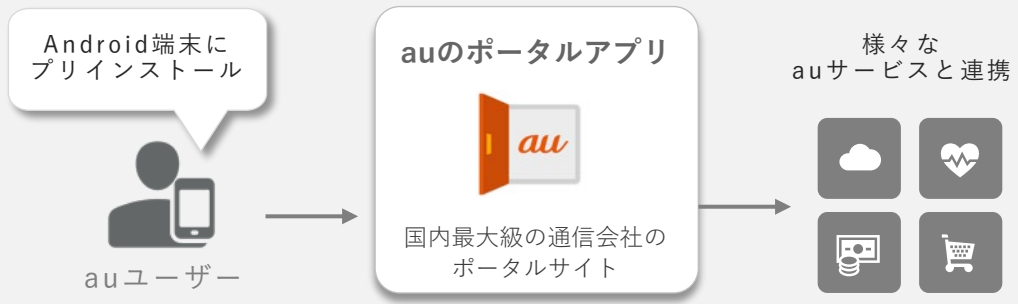 Android端末に
プリインストール
auユーザー
auのポータルアプリ
au
国内最大級の通信会社の
ポータルサイト
様々な
auサービスと連携